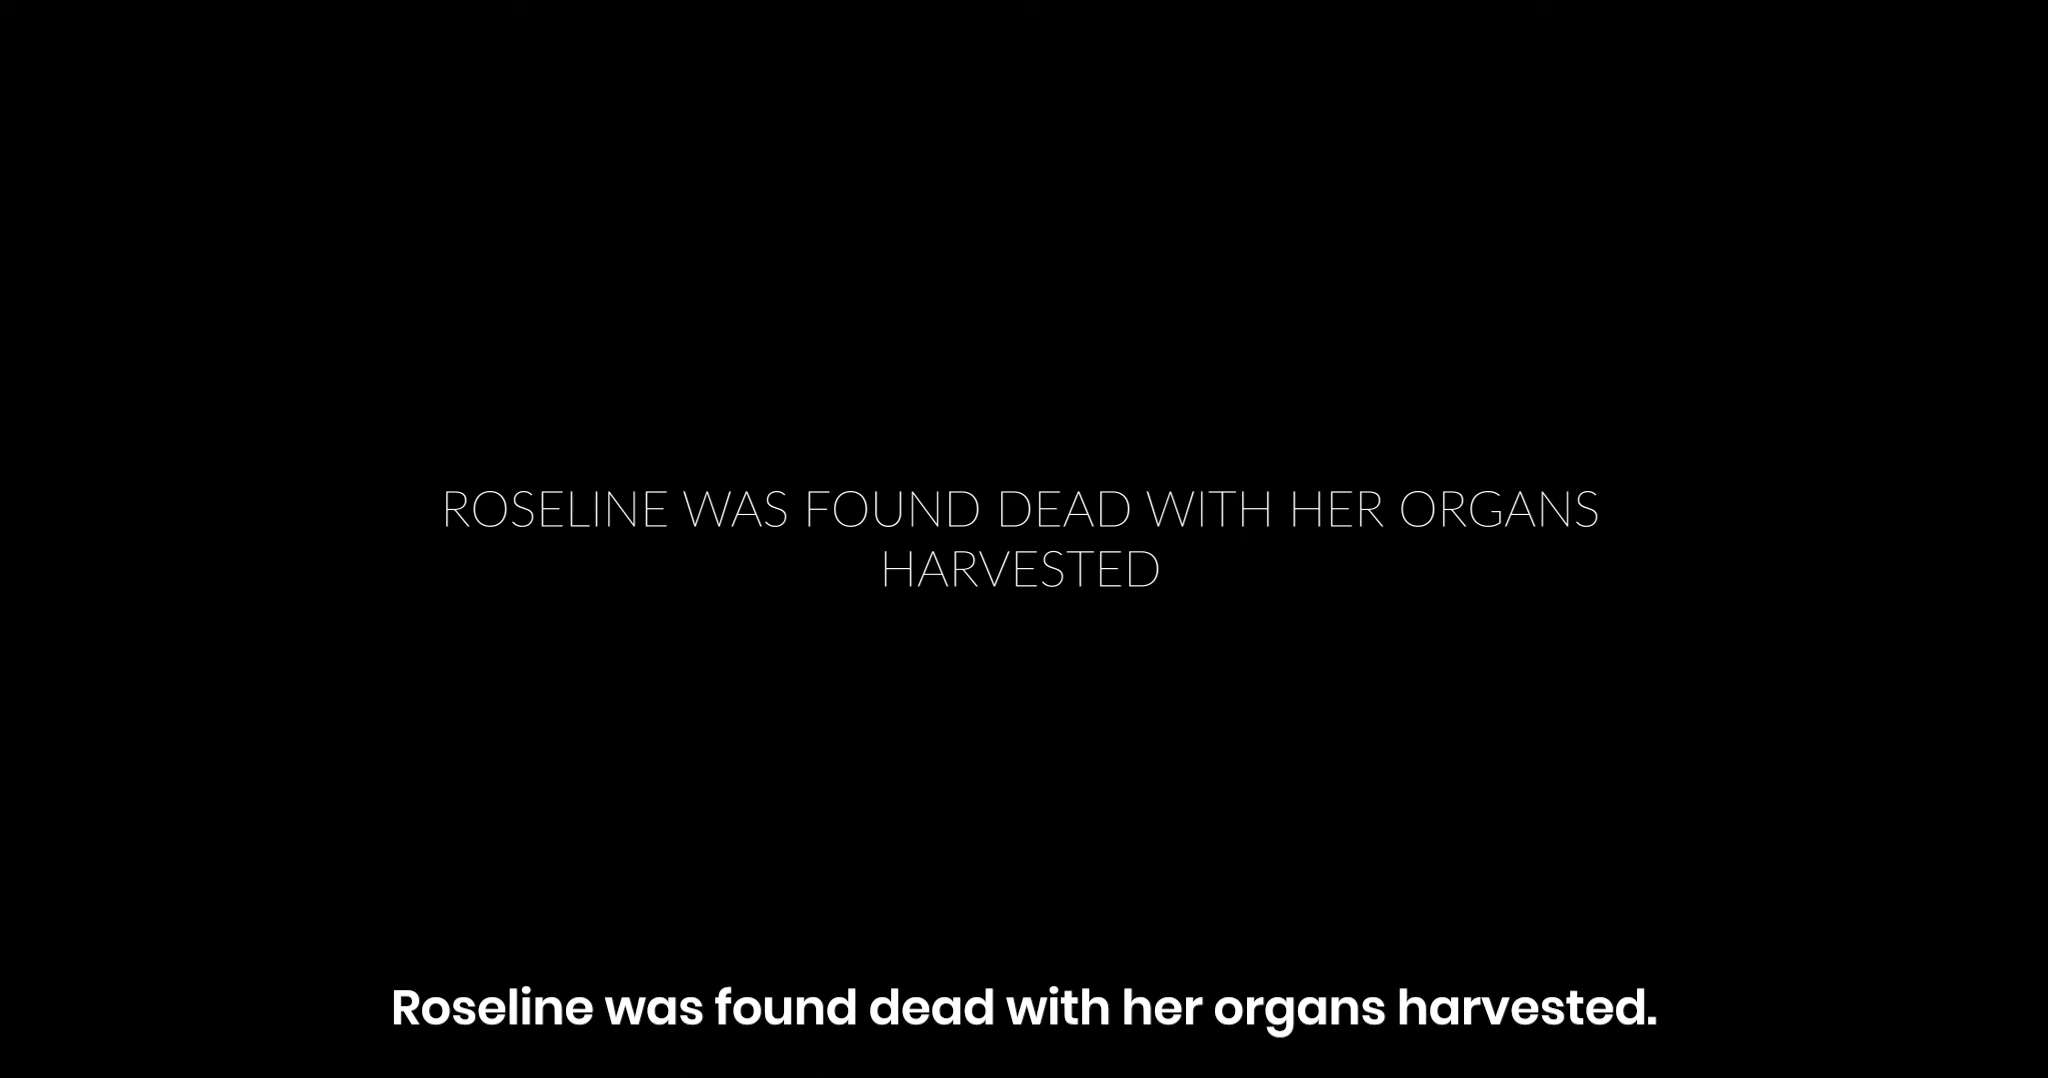 ROSELINE WAS FOUND DEAD WITH HER ORGANS
HARVESTED
Roseline was found dead with her organs harvested.